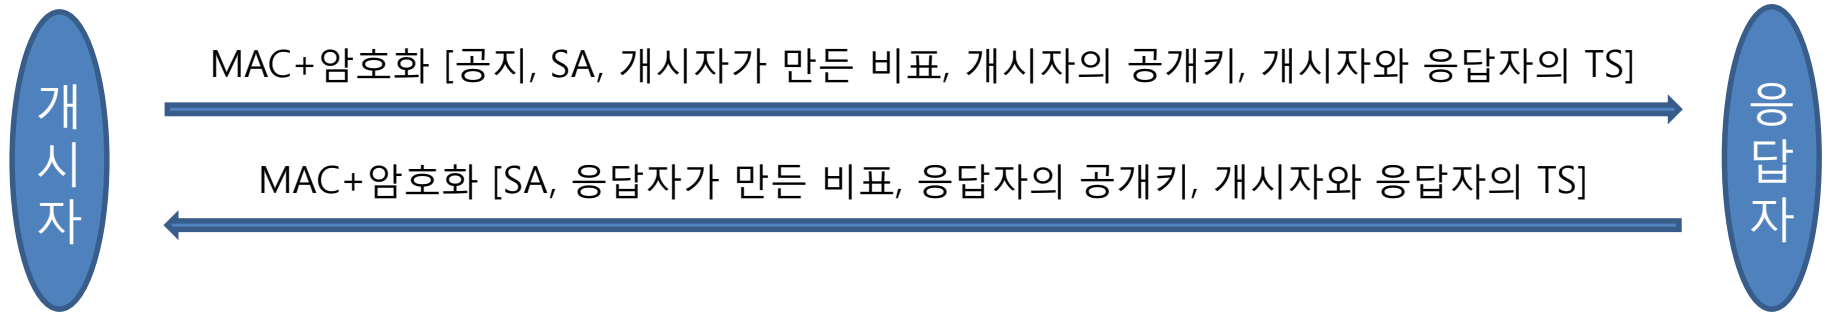 개시자
MAC+암호화 [공지, SA, 개시자가 만든 비표, 개시자의 공개키, 개시자와 응답자의 TS]
MAC+암호화 [SA, 응답자가 만든 비표, 응답자의 공개키, 개시자와 응답자의 TS]
응답자